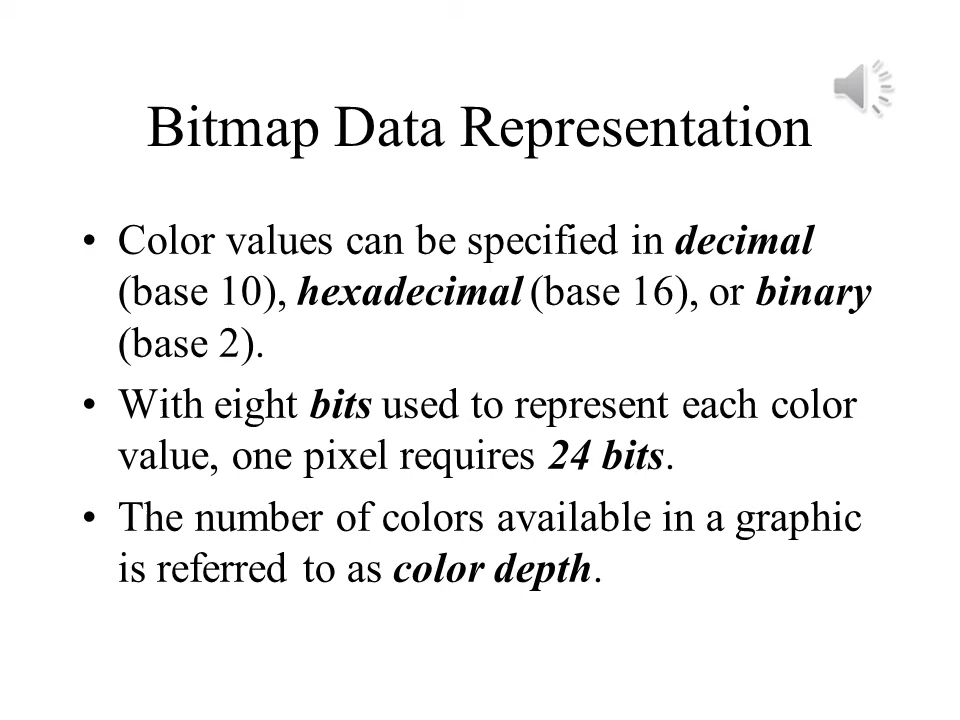 Bitmap Data Representation
• Color values can be specified in decimal
(base 10), hexadecimal (base 16), or binary
(base 2).
• With eight bits used to represent each color
value, one pixel requires 24 bits.
• The number of colors available in a graphic
is referred to as color depth.